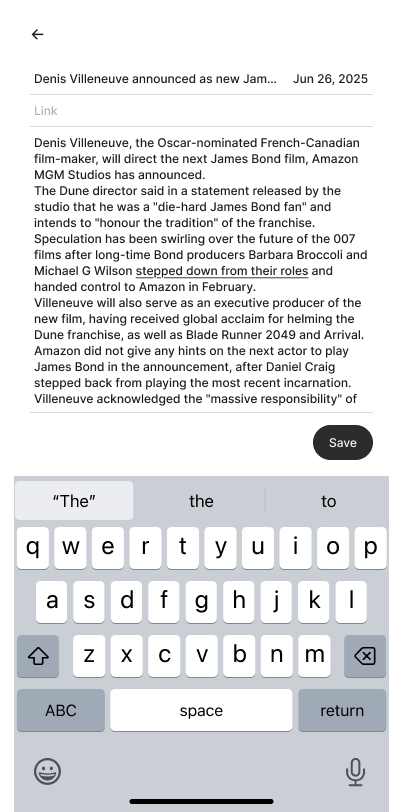 Denis Villeneuve announced as new Jam... Jun 26, 2025
Link
Denis Villeneuve, the Oscar-nominated French-Canadian
film-maker, will direct the next James Bond film, Amazon
MGM Studios has announced.
The Dune director said in a statement released by the
studio that he was a "die-hard James Bond fan" and
intends to "honour the tradition" of the franchise.
Speculation has been swirling over the future of the 007
films after long-time Bond producers Barbara Broccoli and
Michael G Wilson stepped down from their roles and
handed control to Amazon in February.
Villeneuve will also serve as an executive producer of the
new film, having received global acclaim for helming the
Dune franchise, as well as Blade Runner 2049 and Arrival.
Amazon did not give any hints on the next actor to play
James Bond in the announcement, after Daniel Craig
stepped back from playing the most recent incarnation.
Villeneuve acknowledged the "massive responsibility" of
Save
“The” the to
q w e r t y u i o p
a s d f g h j k l
z x c v b n m
ABC space return